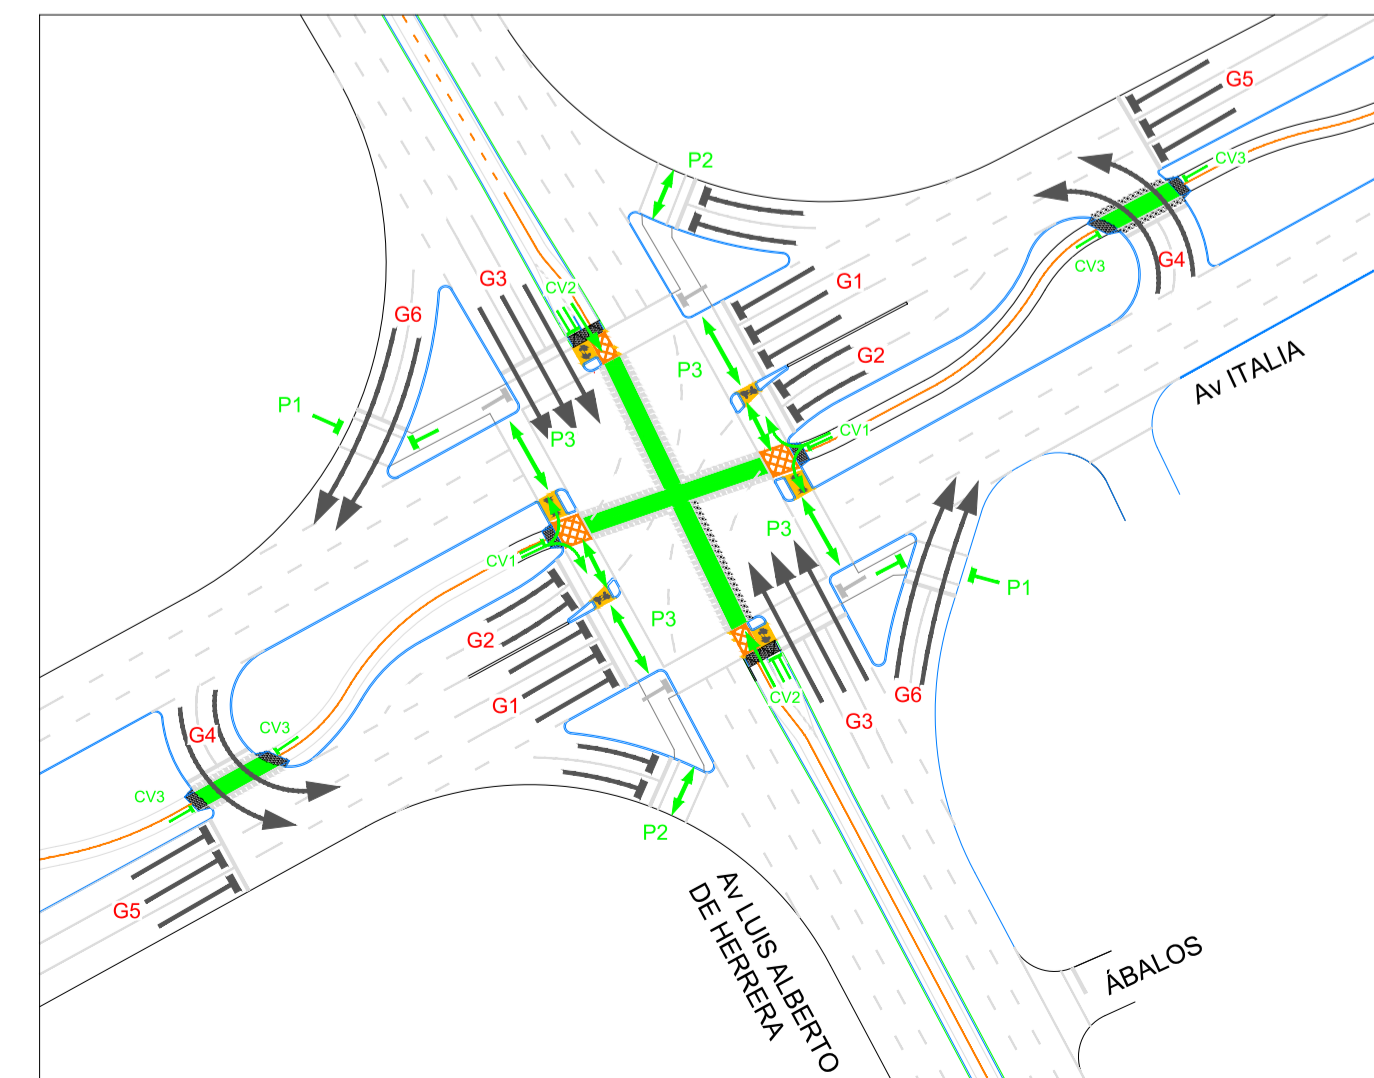 G5
P2
CV3
CV3
G4
G3
CV2
G1
G6
G2
P3
P1
P3
CV1
Av ITALIA
P3
CV1
P1
P3
G2
G6
CV2
G1
G3
CV3
G4
CV3
P2
G5
Av LUIS ALBERTO
DE HERRERA
ÁBALOS